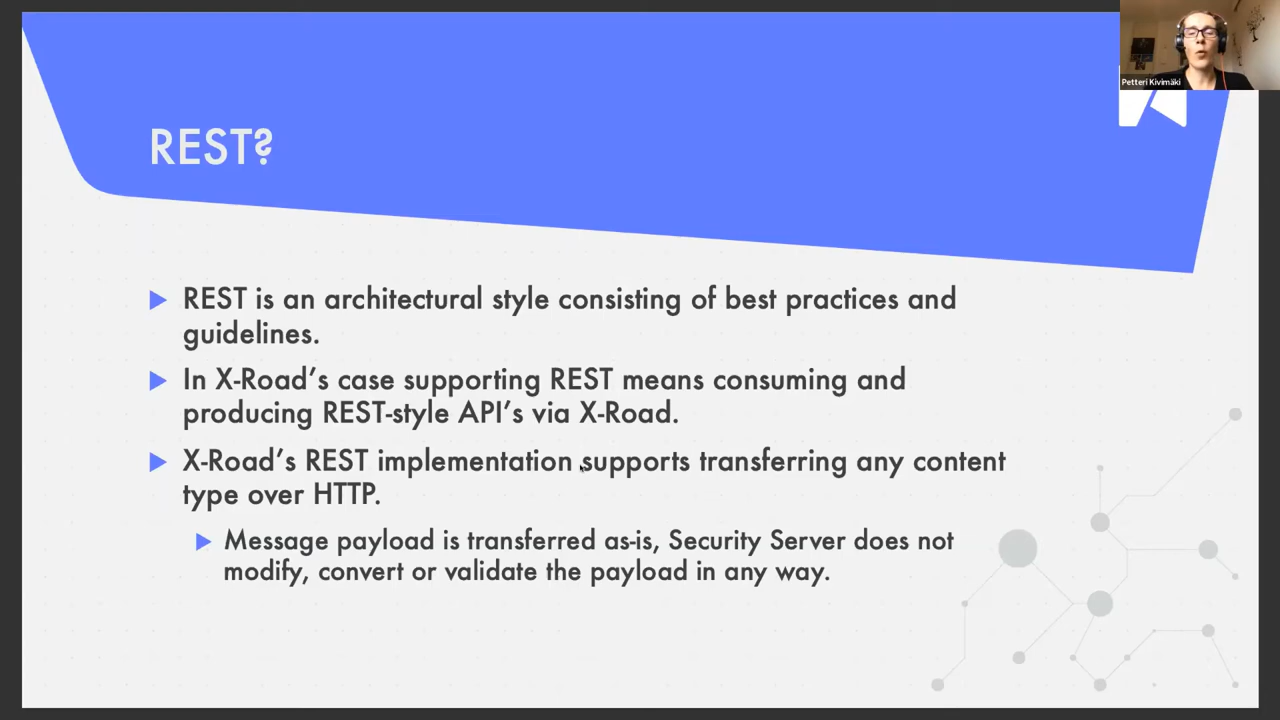 Petteri Kivimäki
REST?
REST is an architectural style consisting of best practices and
guidelines.
In X-Road’s case supporting REST means consuming and
producing REST-style API’s via X-Road.
X-Road’s REST implementation supports transferring any content
type over HTTP.
Message payload is transferred as-is, Security Server does not
modify, convert or validate the payload in any way.